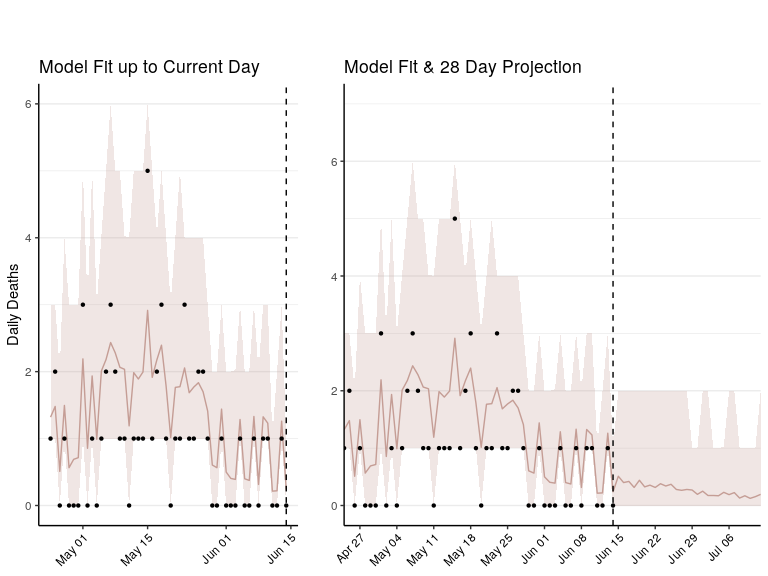 Model Fit up to Current Day
Model Fit & 28 Day Projection
Daily Deaths
6
4
2
0
6
4
2
0
May 01
May 15
Jun 01
Jun 15
Apr 27
May 04
May 11
May 18
May 25
Jun 01
Jun 08
Jun 15
Jun 22
Jun 29
Jul 06